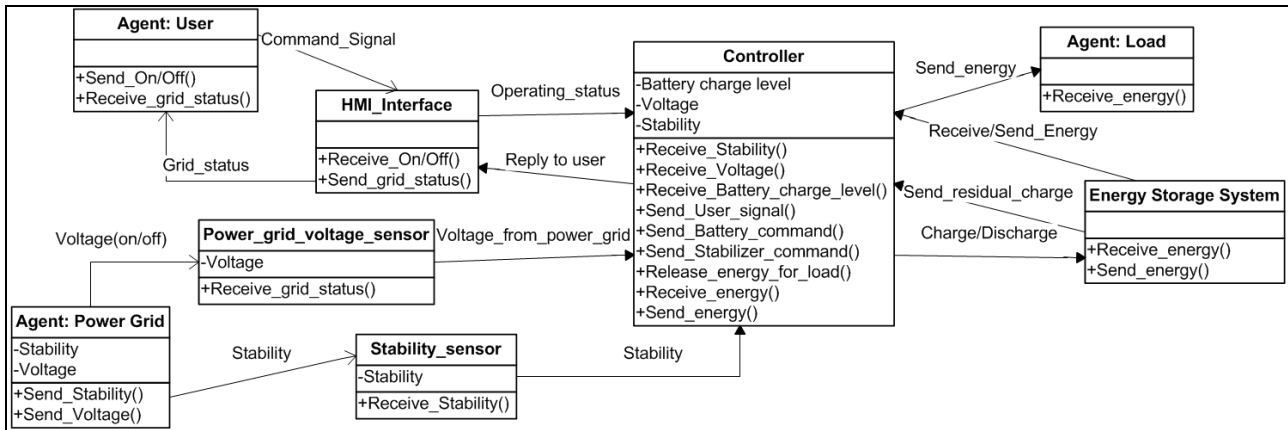 Agent: User
+Send_On/Off()
+Receive_grid_status()
Command_Signal
HMI_Interface
+Receive_On/Off()
+Send_grid_status()
Grid_status
Operating_status
Reply to user
Controller
-Battery charge level
-Voltage
-Stability
+Receive_Stability()
+Receive_Voltage()
+Receive_Battery_charge_level()
+Send_User_signal()
+Send_Battery_command()
+Send_Stabilizer_command()
+Release_energy_for_load()
+Receive_energy()
+Send_energy()
Send_energy
Agent: Load
+Receive_energy()
Receive/Send_Energy
Send_residual_charge
Charge/Discharge
Energy Storage System
+Receive_energy()
+Send_energy()
Voltage(on/off)
Power_grid_voltage_sensor
-Voltage
+Receive_grid_status()
Voltage_from_power_grid
Agent: Power Grid
-Stability
-Voltage
+Send_Stability()
+Send_Voltage()
Stability
Stability_sensor
-Stability
+Receive_Stability()
Stability